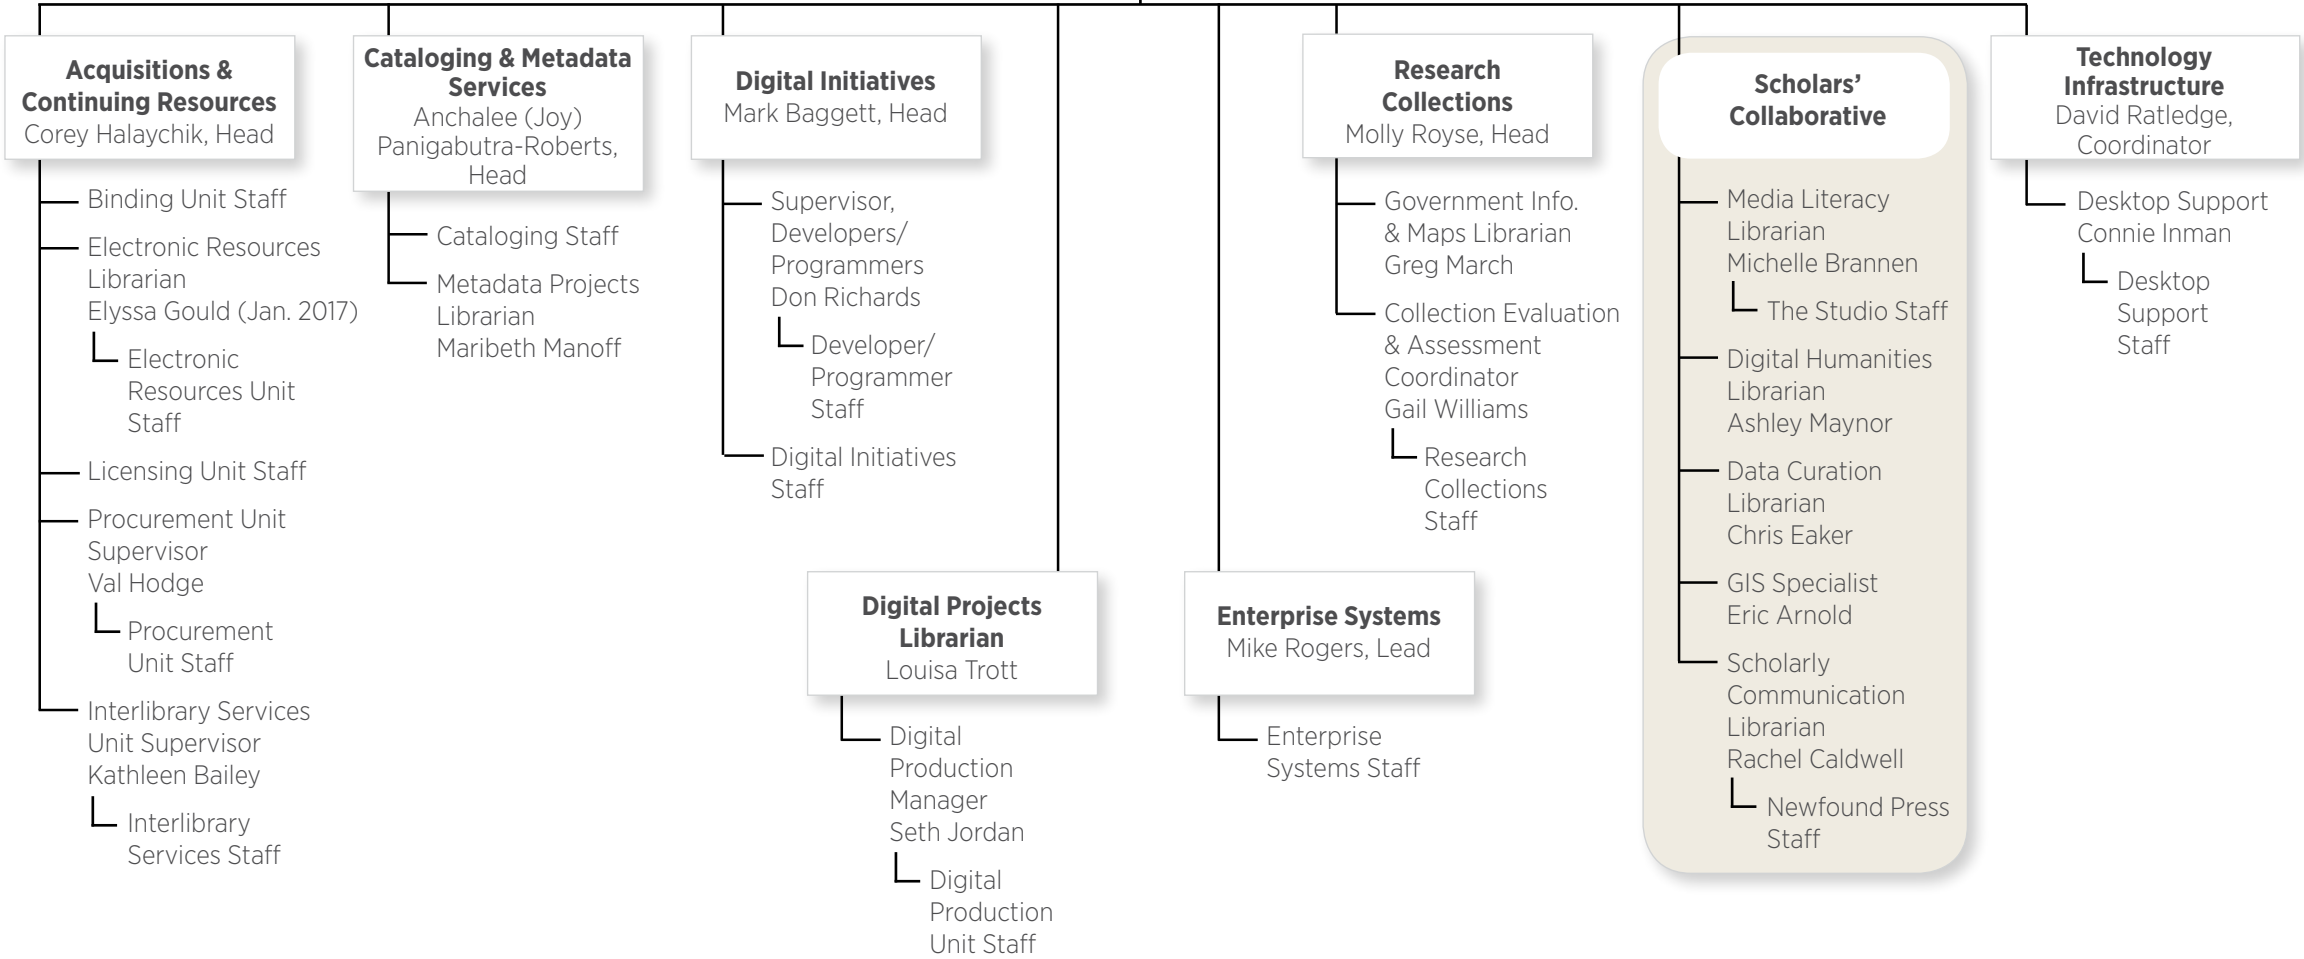 Acquisitions &
Continuing Resources
Corey Halaychik, Head
Binding Unit Staff
Electronic Resources
Librarian
Elyssa Gould (Jan. 2017)
Electronic
Resources Unit
Staff
Licensing Unit Staff
Procurement Unit
Supervisor
Val Hodge
Procurement
Unit Staff
Interlibrary Services
Unit Supervisor
Kathleen Bailey
Interlibrary
Services Staff
Cataloging & Metadata
Services
Anchalee (Joy)
Panigabutra-Roberts,
Head
Cataloging Staff
Metadata Projects
Librarian
Maribeth Manoff
Digital Initiatives
Mark Baggett, Head
Supervisor,
Developers/
Programmers
Don Richards
Developer/
Programmer
Staff
Digital Initiatives
Staff
Digital Projects
Librarian
Louisa Trott
Digital
Production
Manager
Seth Jordan
Digital
Production
Unit Staff
Enterprise Systems
Mike Rogers, Lead
Enterprise
Systems Staff
Research
Collections
Molly Royse, Head
Government Info.
& Maps Librarian
Greg March
Collection Evaluation
& Assessment
Coordinator
Gail Williams
Research
Collections
Staff
Scholars’
Collaborative
Media Literacy
Librarian
Michelle Brannen
The Studio Staff
Digital Humanities
Librarian
Ashley Maynor
Data Curation
Librarian
Chris Eaker
GIS Specialist
Eric Arnold
Scholarly
Communication
Librarian
Rachel Caldwell
Newfound Press
Staff
Technology
Infrastructure
David Ratledge,
Coordinator
Desktop Support
Connie Inman
Desktop
Support
Staff